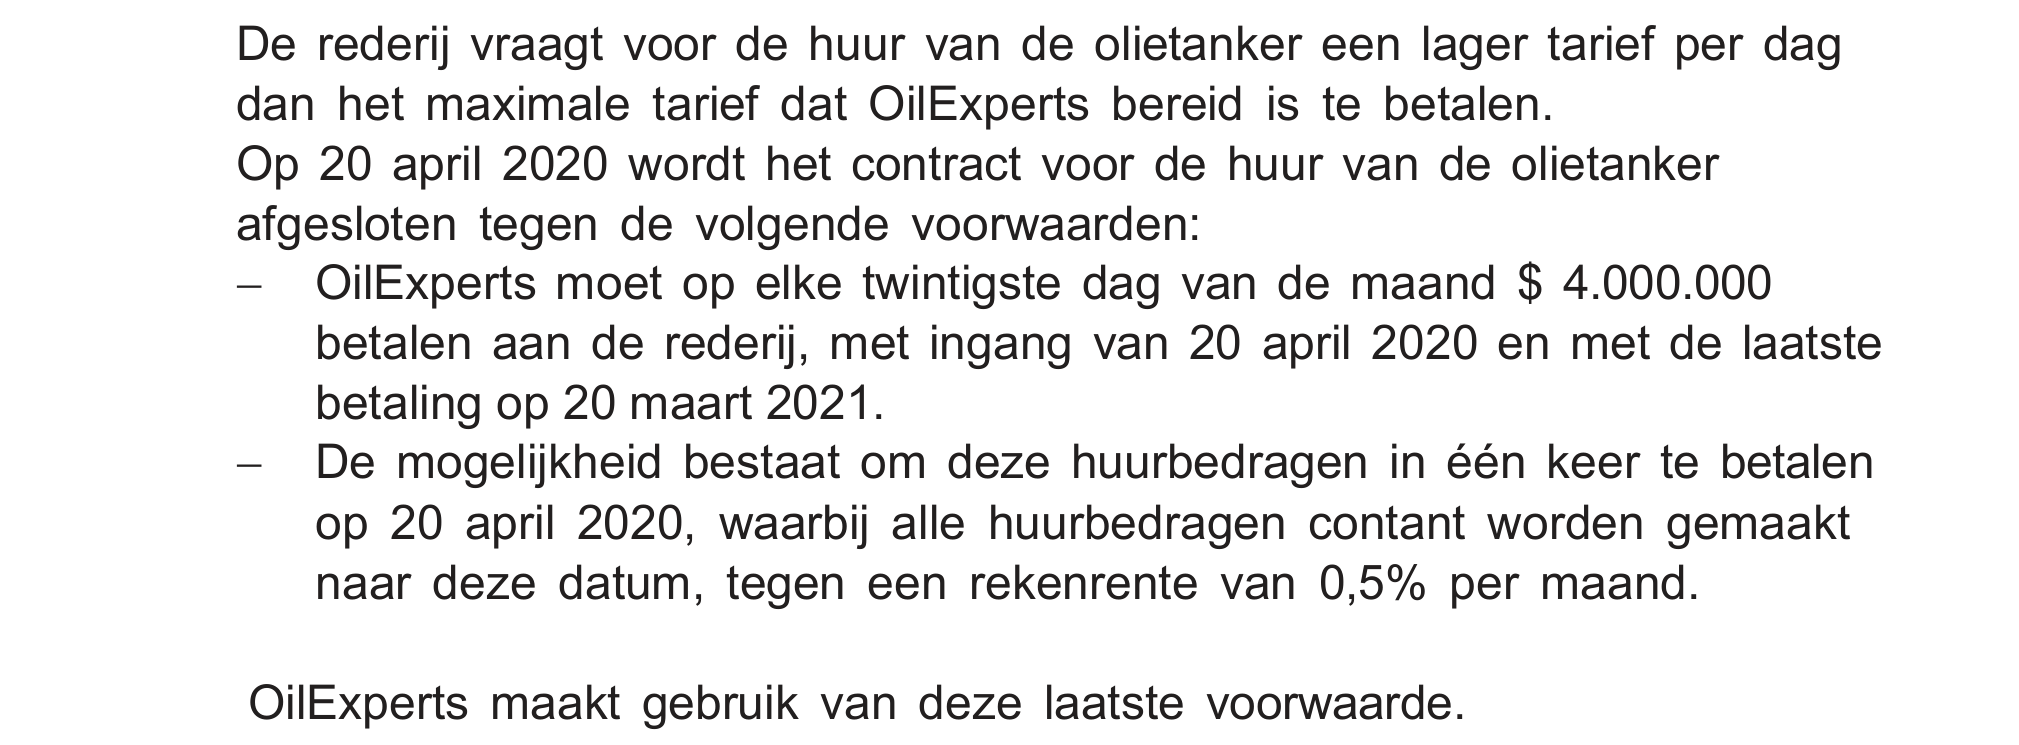 De rederij vraagt voor de huur van de olietanker een lager tarief per dag
dan het maximale tarief dat OilExperts bereid is te betalen.
Op 20 april 2020 wordt het contract voor de huur van de olietanker
afgesloten tegen de volgende voorwaarden:
– OilExperts moet op elke twintigste dag van de maand $ 4.000.000
betalen aan de rederij, met ingang van 20 april 2020 en met de laatste
betaling op 20 maart 2021.
– De mogelijkheid bestaat om deze huurbedragen in één keer te betalen
op 20 april 2020, waarbij alle huurbedragen contant worden gemaakt
naar deze datum, tegen een rekenrente van 0,5% per maand.
OilExperts maakt gebruik van deze laatste voorwaarde.